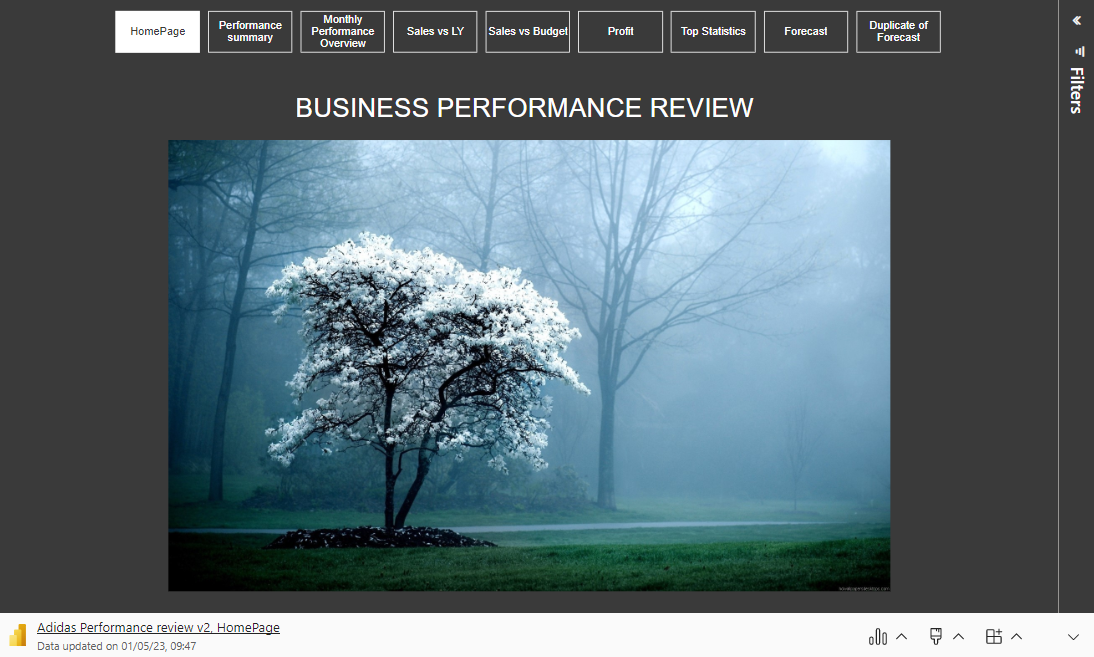 HomePage
Performance
summary
Monthly
Performance
Overview
Sales vs LY
Sales vs Budget
Profit
Top Statistics
Forecast
Duplicate of
Forecast
Filters
BUSINESS PERFORMANCE REVIEW
Adidas Performance review v2, HomePage
Data updated on 01/05/23, 09:47